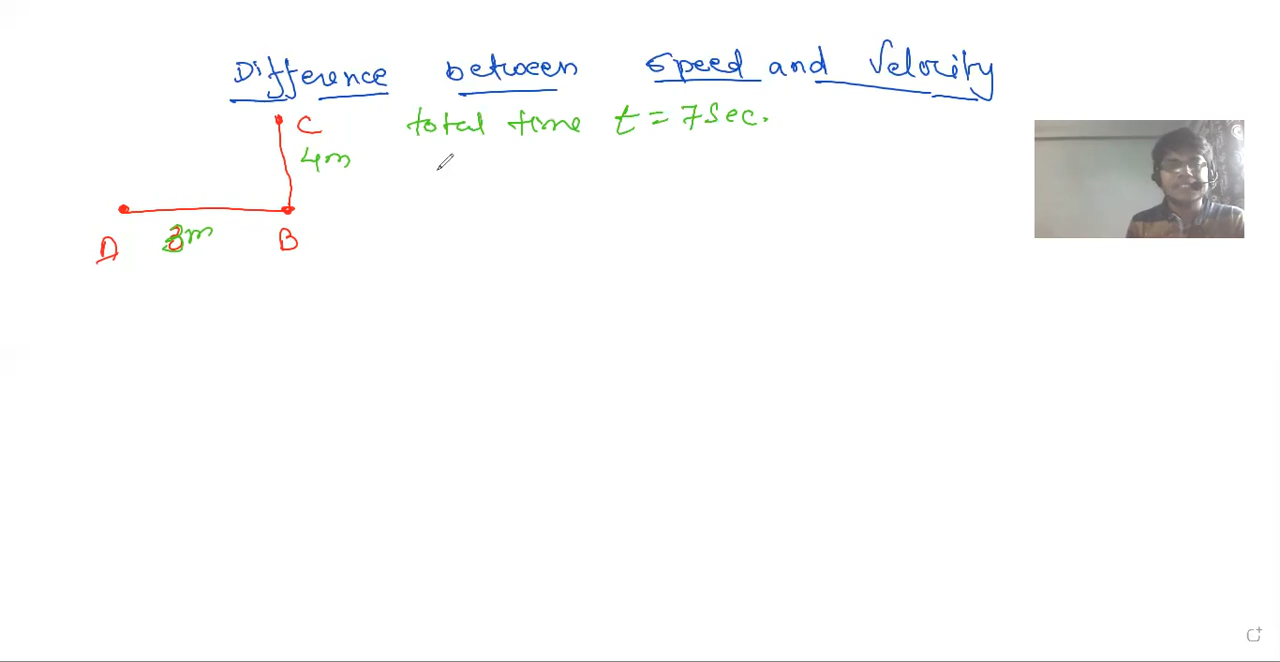 Difference between Speed and Velocity
total time t = 7 sec.
C
4m
3m
A B